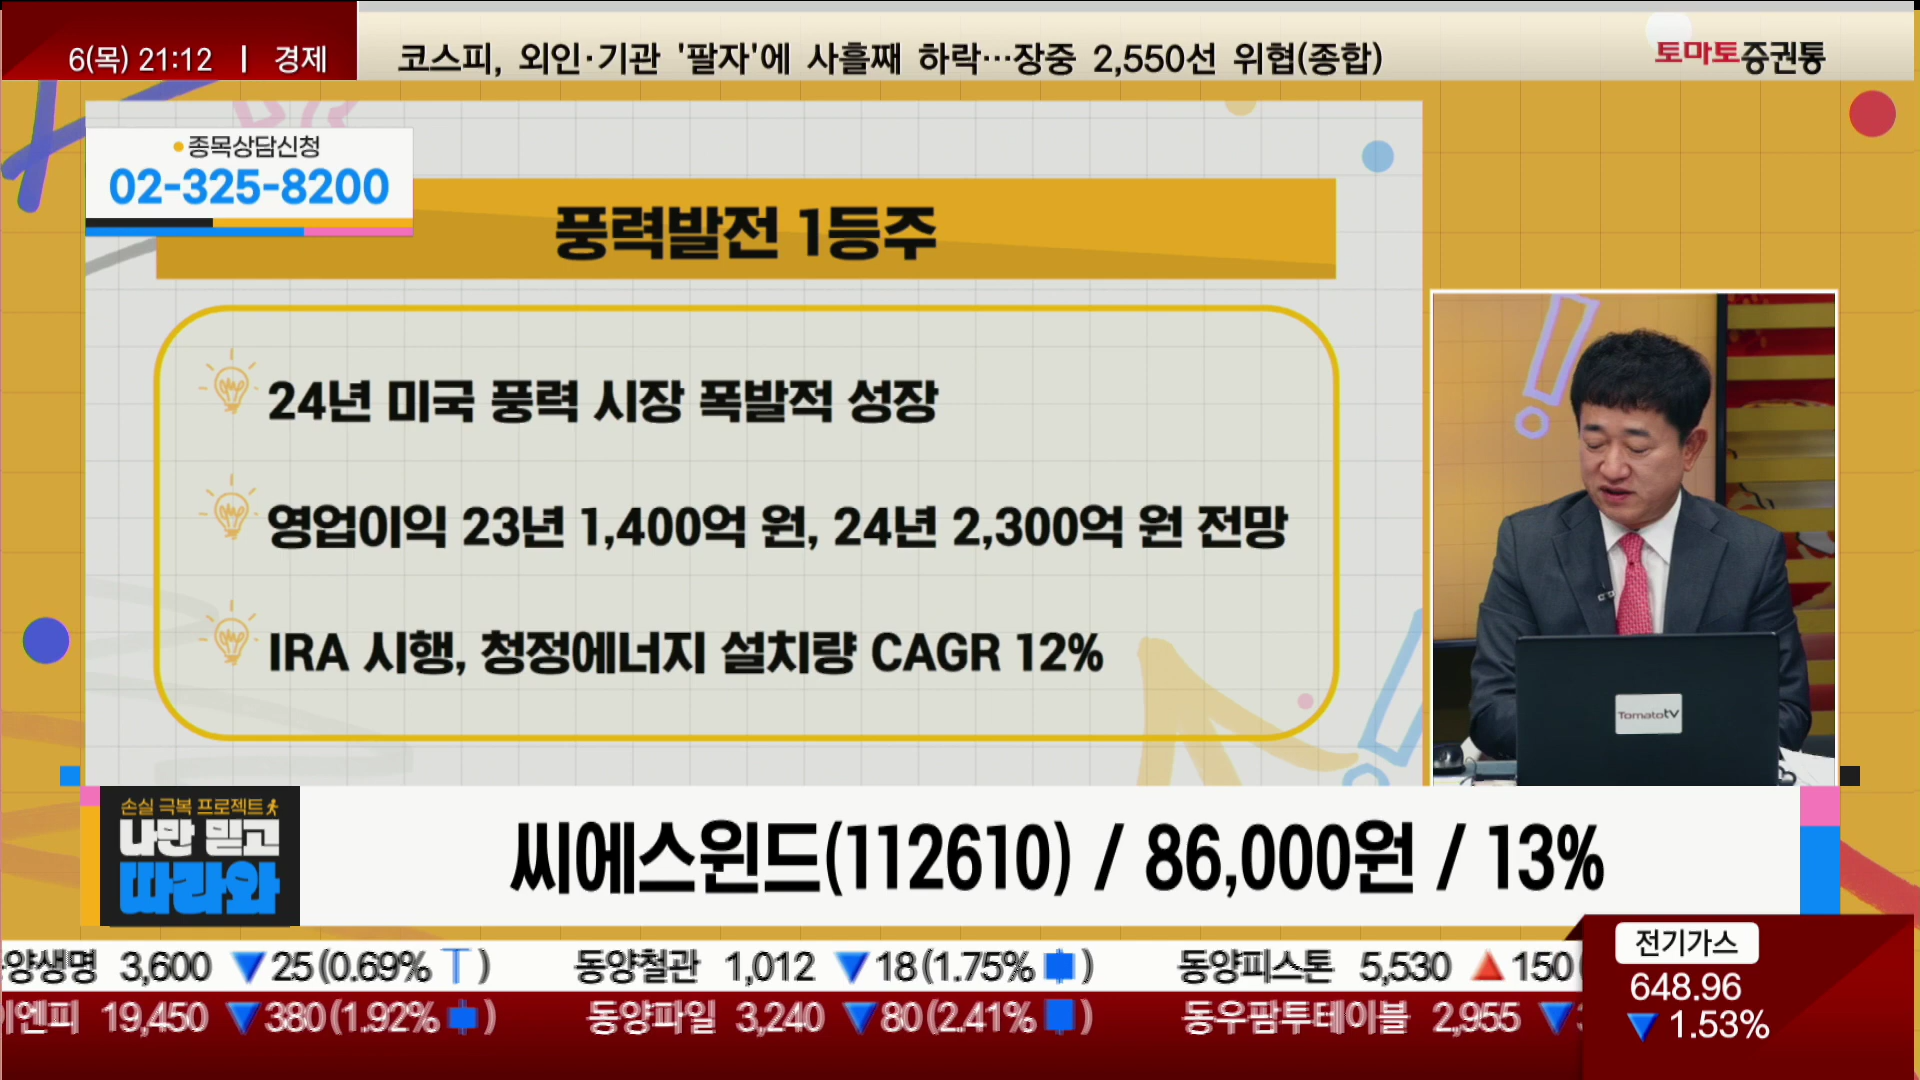 6(목) 21:12 | 경제
코스피, 외인·기관 '팔자'에 사흘째 하락…장중 2,550선 위협(종합)
토마토증권통
종목상담신청
02-325-8200
풍력발전 1등주
24년 미국 풍력 시장 폭발적 성장
영업이익 23년 1,400억 원, 24년 2,300억 원 전망
IRA 시행, 청정에너지 설치량 CAGR 12%
TomatoTV
손실 극복 프로젝트
나만 믿고
따라와
씨에스윈드(112610) / 86,000원 / 13%
양생명 3,600 ▼25(0.69% ) 동양철관 1,012 ▼18(1.75% ) 동양피스톤 5,530 ▲150(
이엔피 19,450 ▼380(1.92% ) 동양파일 3,240 ▼80(2.41% ) 동우팜투테이블 2,955 ▼
전기가스
648.96
▼ 1.53%